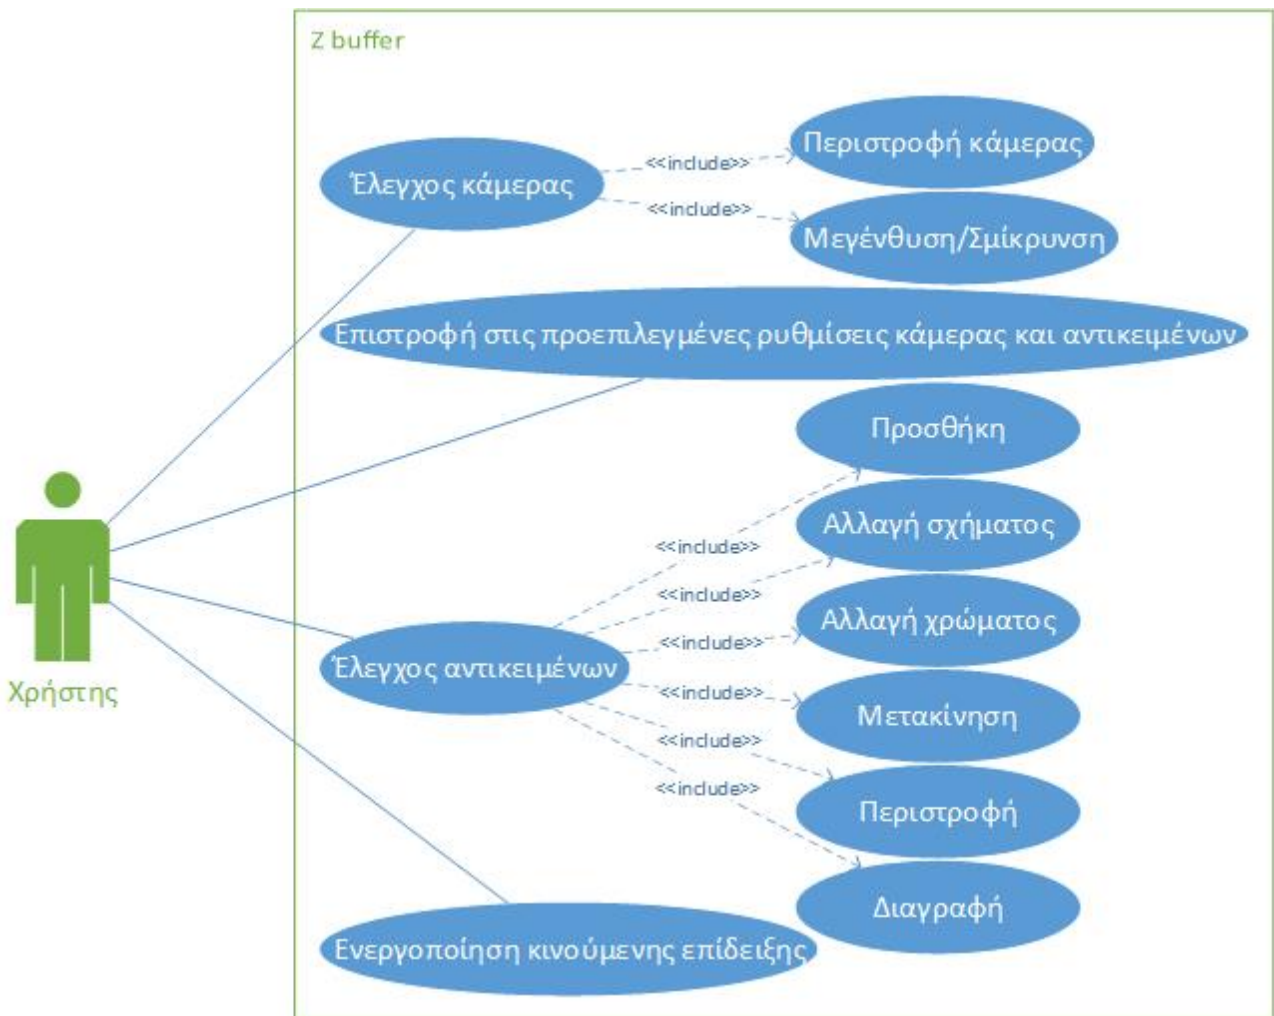 Z buffer
Περιστροφή κάμερας
<<include>>
Έλεγχος κάμερας
<<include>>
Μεγένθυση/Σμίκρυνση
Επιστροφή στις προεπιλεγμένες ρυθμίσεις κάμερας και αντικειμένων
Προσθήκη
Αλλαγή σχήματος
<<include>>
<<include>>
Αλλαγή χρώματος
<<include>>
Έλεγχος αντικειμένων
<<include>>
Χρήστης
Μετακίνηση
<<include>>
<<include>>
Περιστροφή
Διαγραφή
Ενεργοποίηση κινούμενης επίδειξης